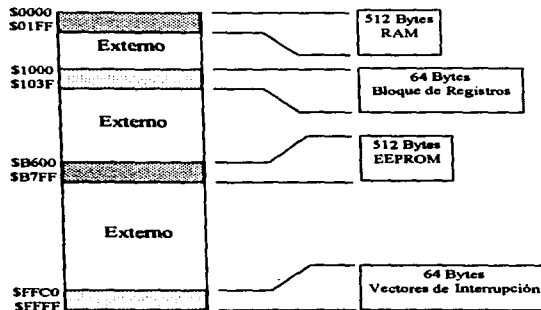 $0000
$01FF
Externo
512 Bytes
RAM
$1000
$103F
64 Bytes
Bloque de Registros
Externo
512 Bytes
EEPROM
$B600
$B7FF
Externo
64 Bytes
Vectores de Interrupción
$FFC0
$FFFF